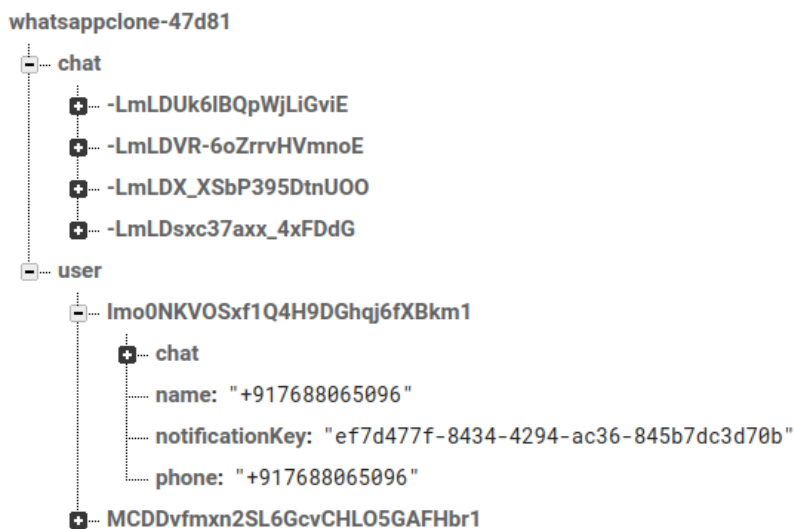 whatsappclone-47d81
chat
-LmLDUk6lBQpWjLiGviE
-LmLDVR-6oZrrvHVmnoE
-LmLDX_XSbP395DtnUOO
-LmLDsxc37axx_4xFDdG
user
lmo0NKVOSxf1Q4H9DGhqj6fXBkm1
chat
name: "+917688065096"
notificationKey: "ef7d477f-8434-4294-ac36-845b7dc3d70b"
phone: "+917688065096"
MCDDvfmxn2SL6GcvCHLO5GAFHbr1